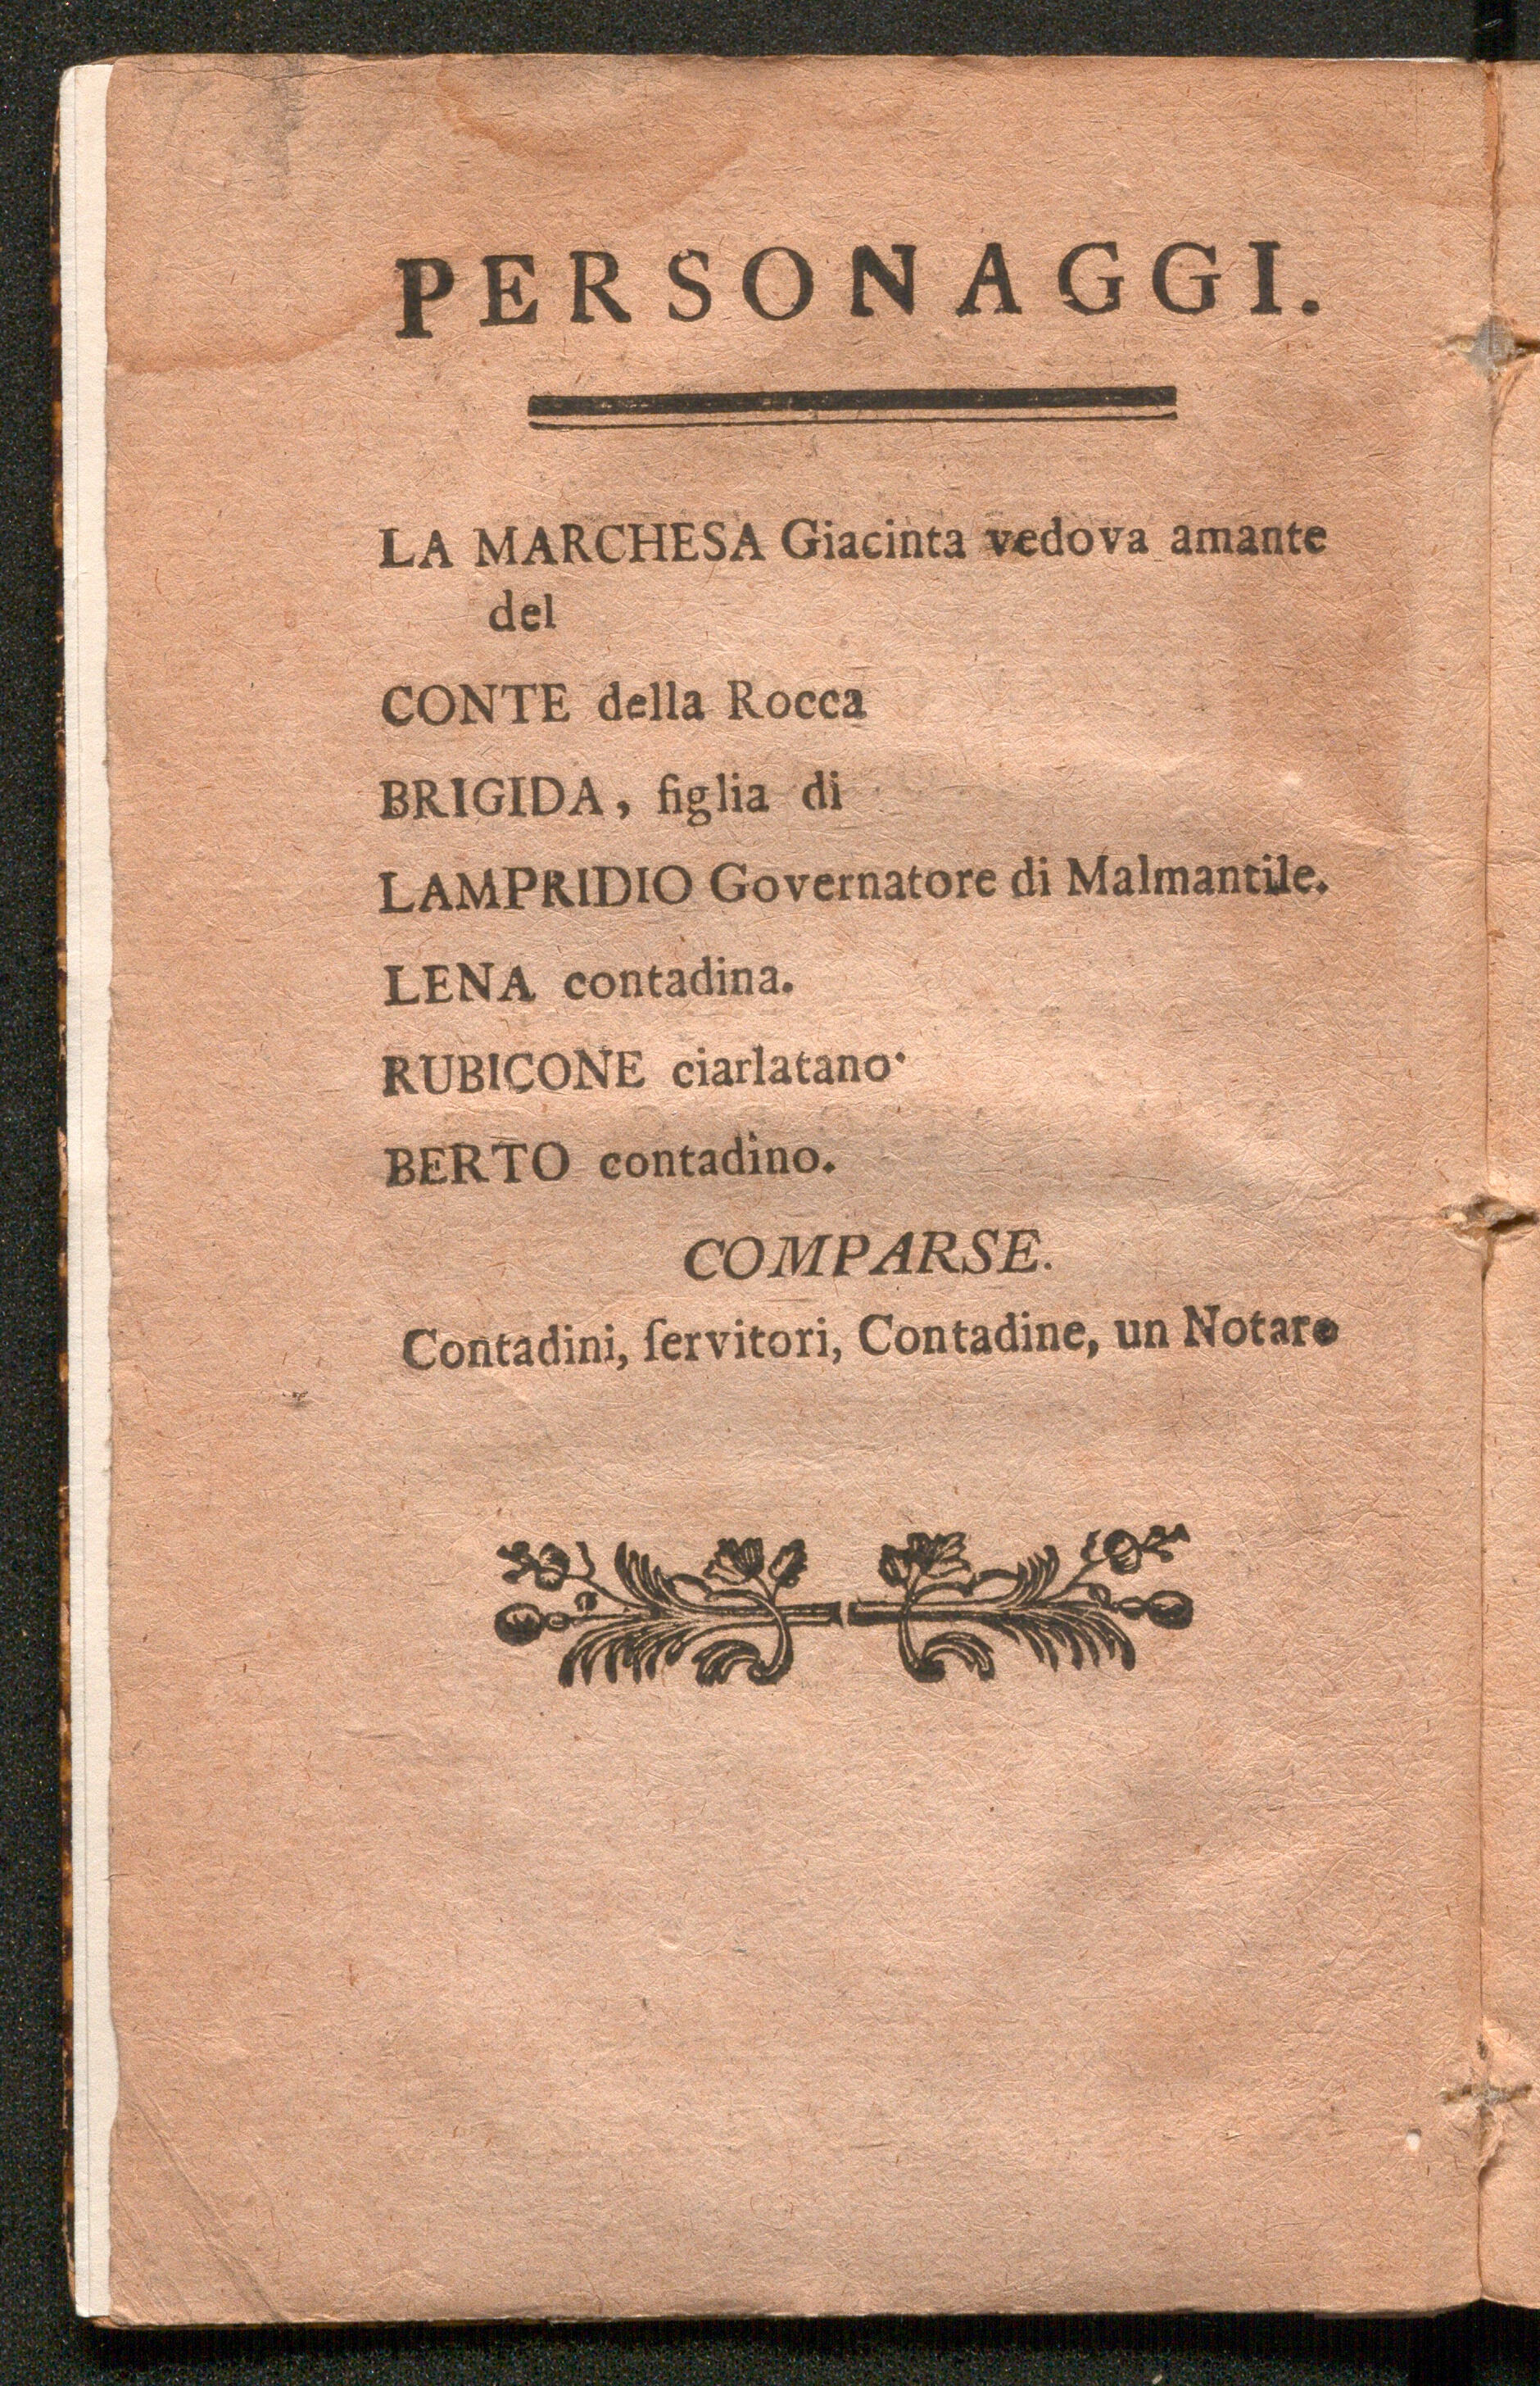 PERSONAGGI.
LA MARCHESA Giacinta vedova amante
del
CONTE della Rocca
BRIGIDA, figlia di
LAMPRIDIO Governatore di Malmantile.
LENA contadina.
RUBICONE ciarlatano·
BERTO contadino.
COMPARSE.
Contadini, ſervitori, Contadine, un Notaro